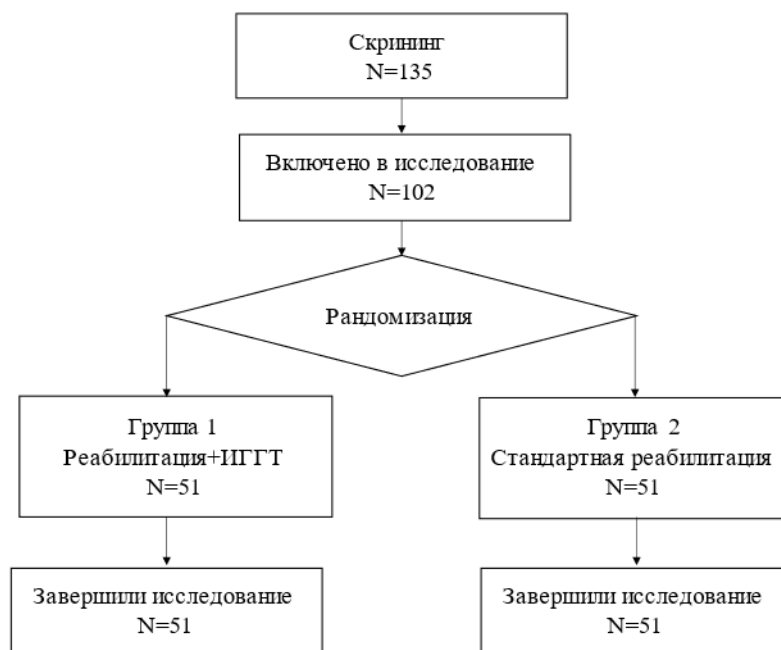 Скрининг
N=135
Включено в исследование
N=102
Рандомизация
Группа 1
Реабилитация+ИГГТ
N=51
Группа 2
Стандартная реабилитация
N=51
Завершили исследование
N=51
Завершили исследование
N=51